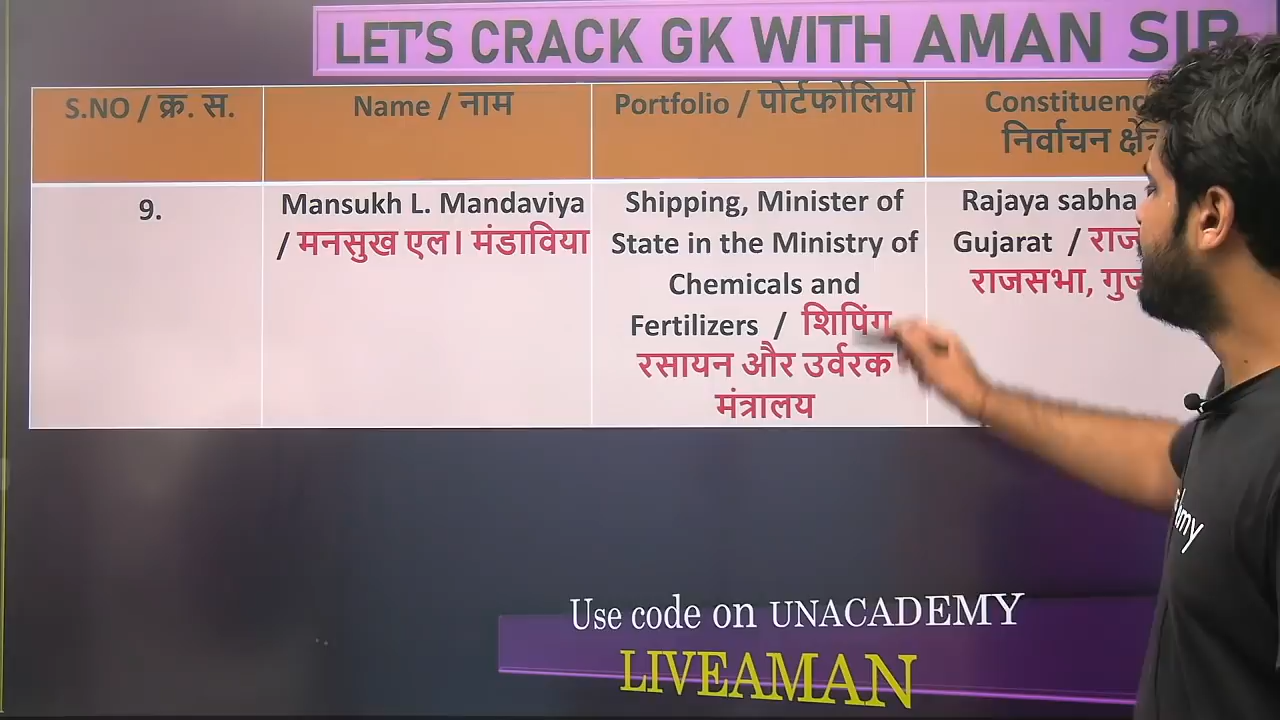 LET'S CRACK GK WITH AMAN SIR
S.NO / क्र. स.
Name / नाम
Portfolio / पोर्टफोलियो
निर्वाचन
9.
Mansukh L. Mandaviya
/ मनसुख एल। मंडाविया
Shipping, Minister of
State in the Ministry of
Chemicals and
Fertilizers / शिपिंग
रसायन और उर्वरक
मंत्रालय
Rajaya sabha
Gujarat /
राजसभा,
Use code on UNACADEMY
LIVEAMAN